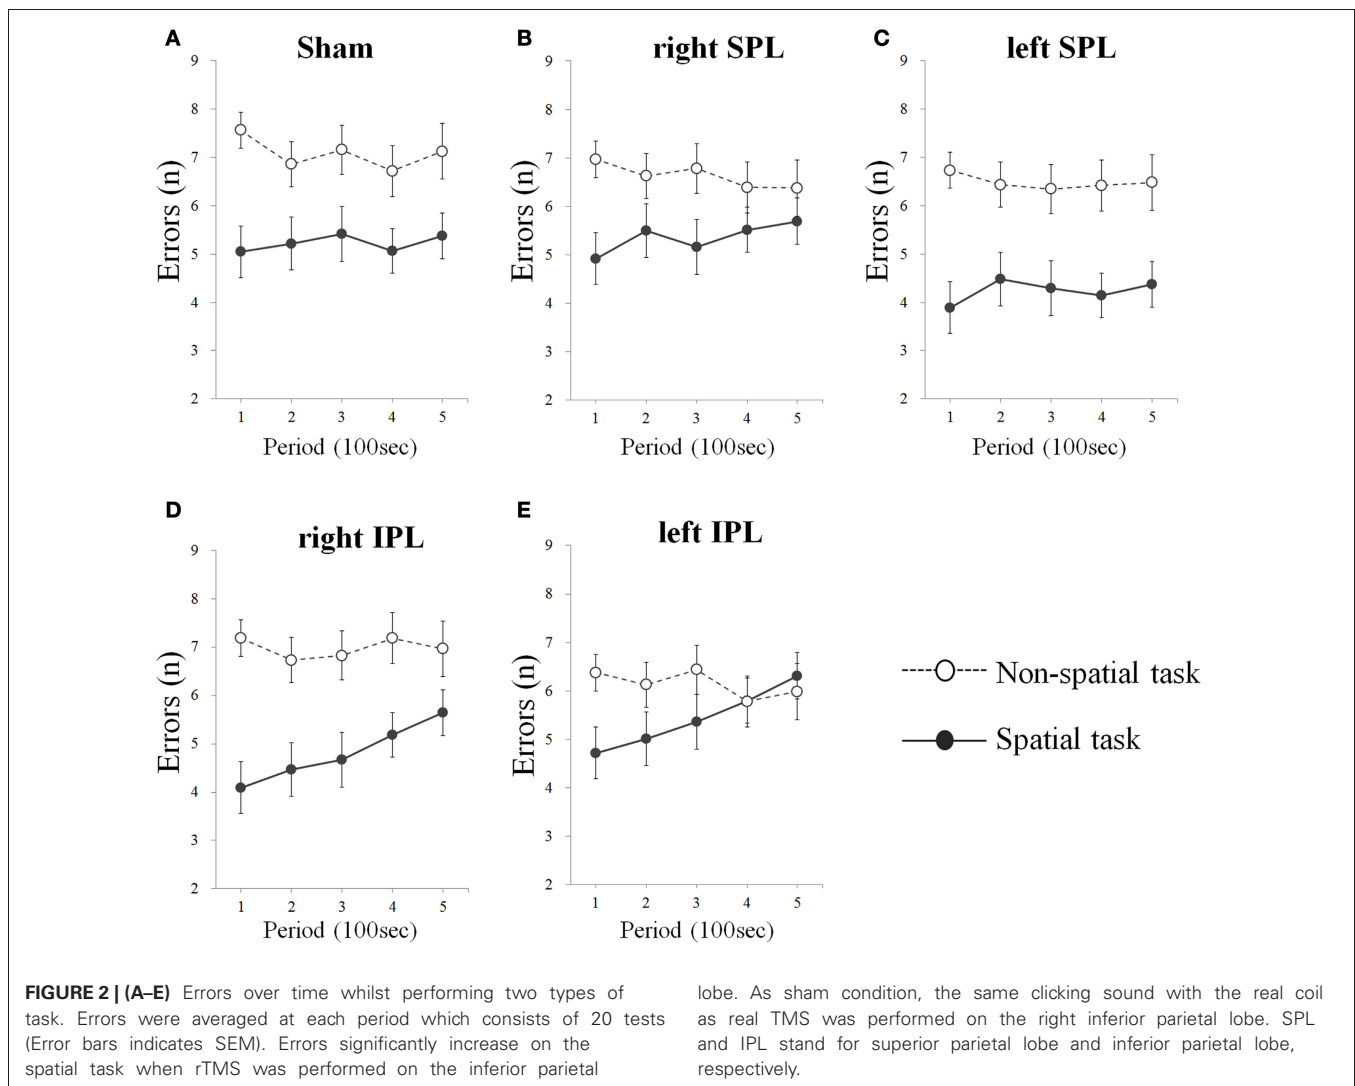 A
Sham
9
8
7
6
5
4
3
2
Errors (n)
1 2 3 4 5
Period (100sec)
B
right SPL
9
8
7
6
5
4
3
2
Errors (n)
1 2 3 4 5
Period (100sec)
C
left SPL
9
8
7
6
5
4
3
2
Errors (n)
1 2 3 4 5
Period (100sec)
D
right IPL
9
8
7
6
5
4
3
2
Errors (n)
1 2 3 4 5
Period (100sec)
E
left IPL
9
8
7
6
5
4
3
2
Errors (n)
1 2 3 4 5
Period (100sec)
Non-spatial task
Spatial task
FIGURE 2 | (A–E) Errors over time whilst performing two types of
task. Errors were averaged at each period which consists of 20 tests
(Error bars indicates SEM). Errors significantly increase on the
spatial task when rTMS was performed on the inferior parietal
lobe. As sham condition, the same clicking sound with the real coil
as real TMS was performed on the right inferior parietal lobe. SPL
and IPL stand for superior parietal lobe and inferior parietal lobe,
respectively.